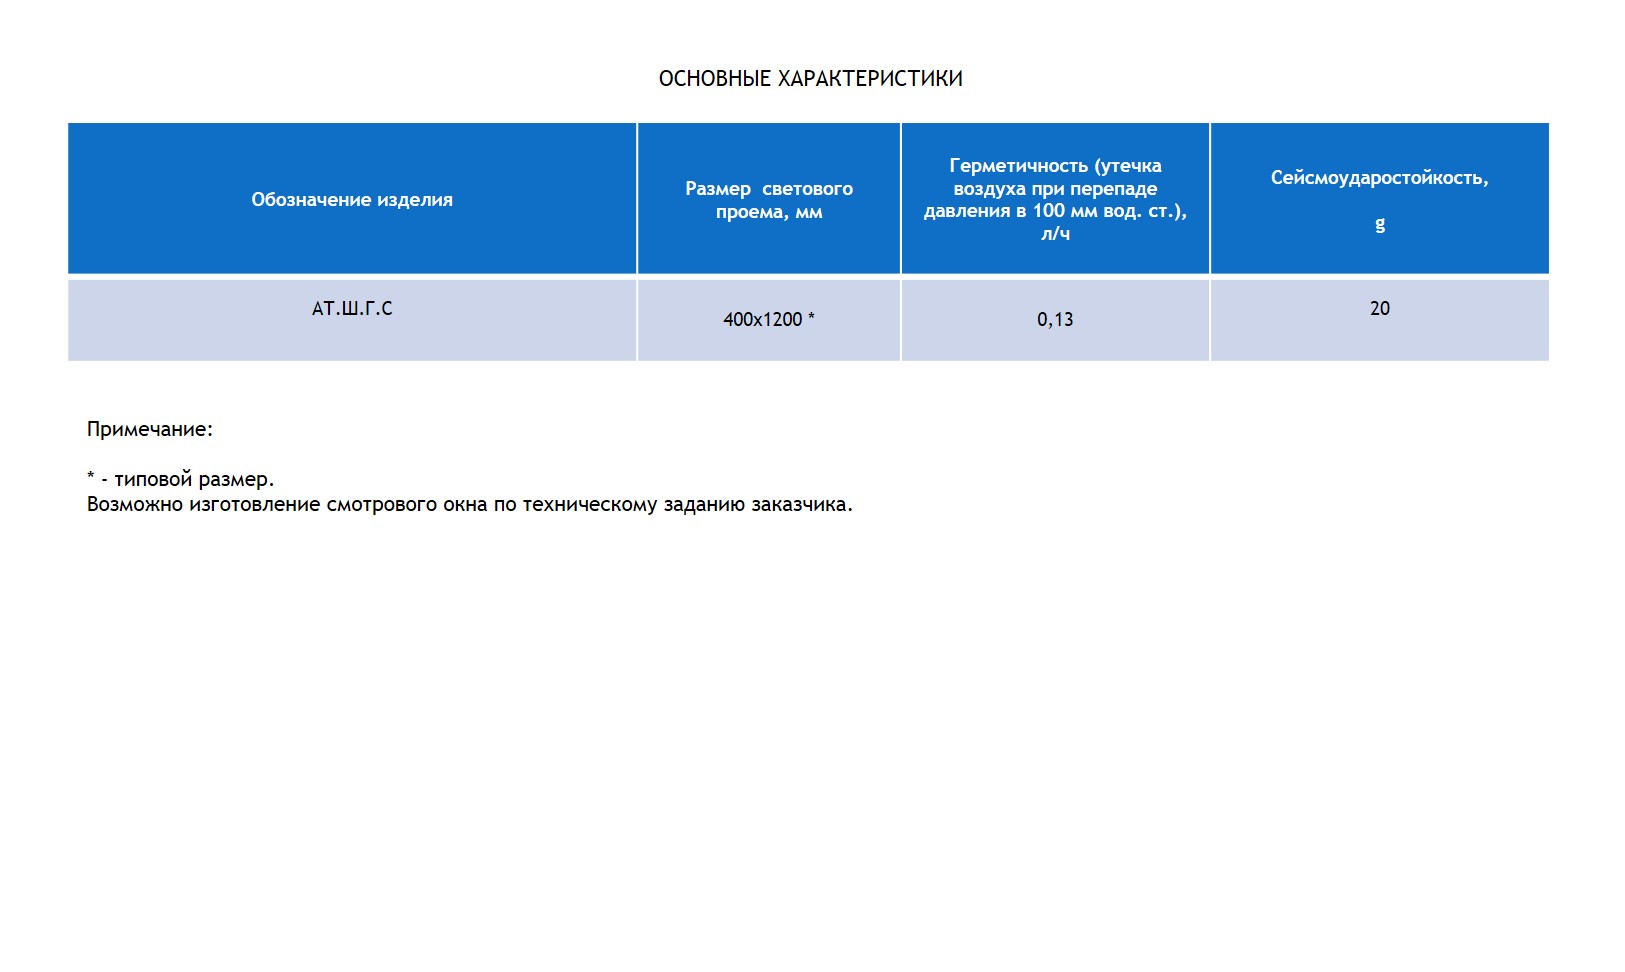 ОСНОВНЫЕ ХАРАКТЕРИСТИКИ
Обозначение изделия
Размер светового
проема, мм
Герметичность (утечка
воздуха при перепаде
давления в 100 мм вод. ст.),
л/ч
Сейсмоударостойкость,
g
АТ.Ш.Г.С
400х1200 *
0,13
20
Примечание:
* - типовой размер.
Возможно изготовление смотрового окна по техническому заданию заказчика.